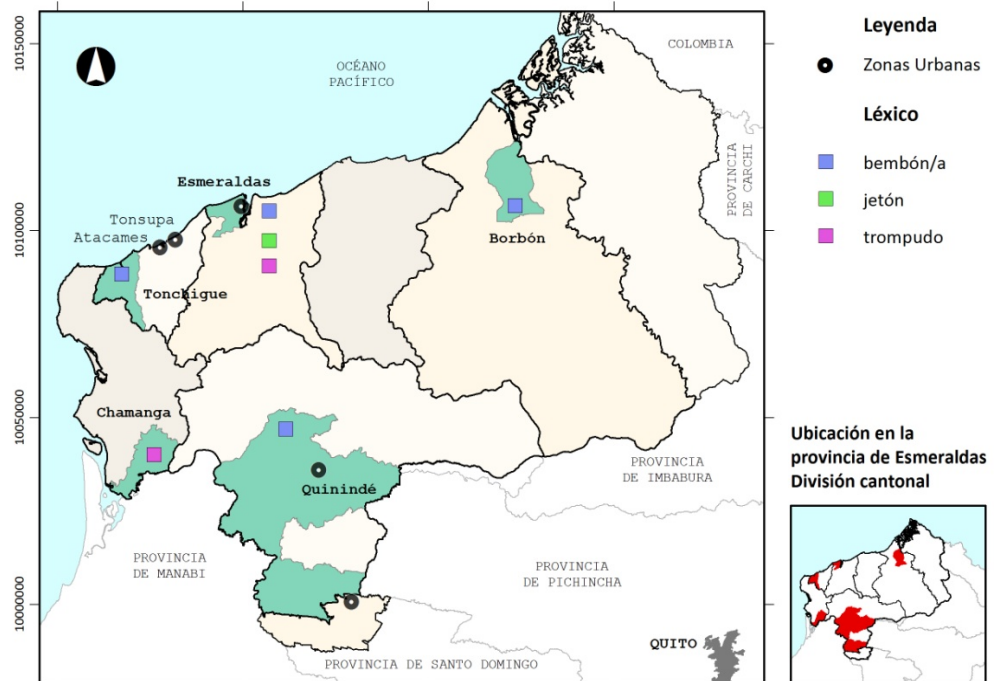 10150000
10100000
10050000
10000000
OCÉANO
PACÍFICO
COLOMBIA
PROVINCIA
DE CARCHI
Esmeraldas
Tonsupa
Atacames
Tonchigue
Borbón
Chamanga
Quinindé
PROVINCIA
DE IMBABURA
PROVINCIA
DE MANABI
PROVINCIA
DE PICHINCHA
QUITO
PROVINCIA DE SANTO DOMINGO
Leyenda
Zonas Urbanas
Léxico
bembón/a
jetón
trompudo
Ubicación en la
provincia de Esmeraldas
División cantonal